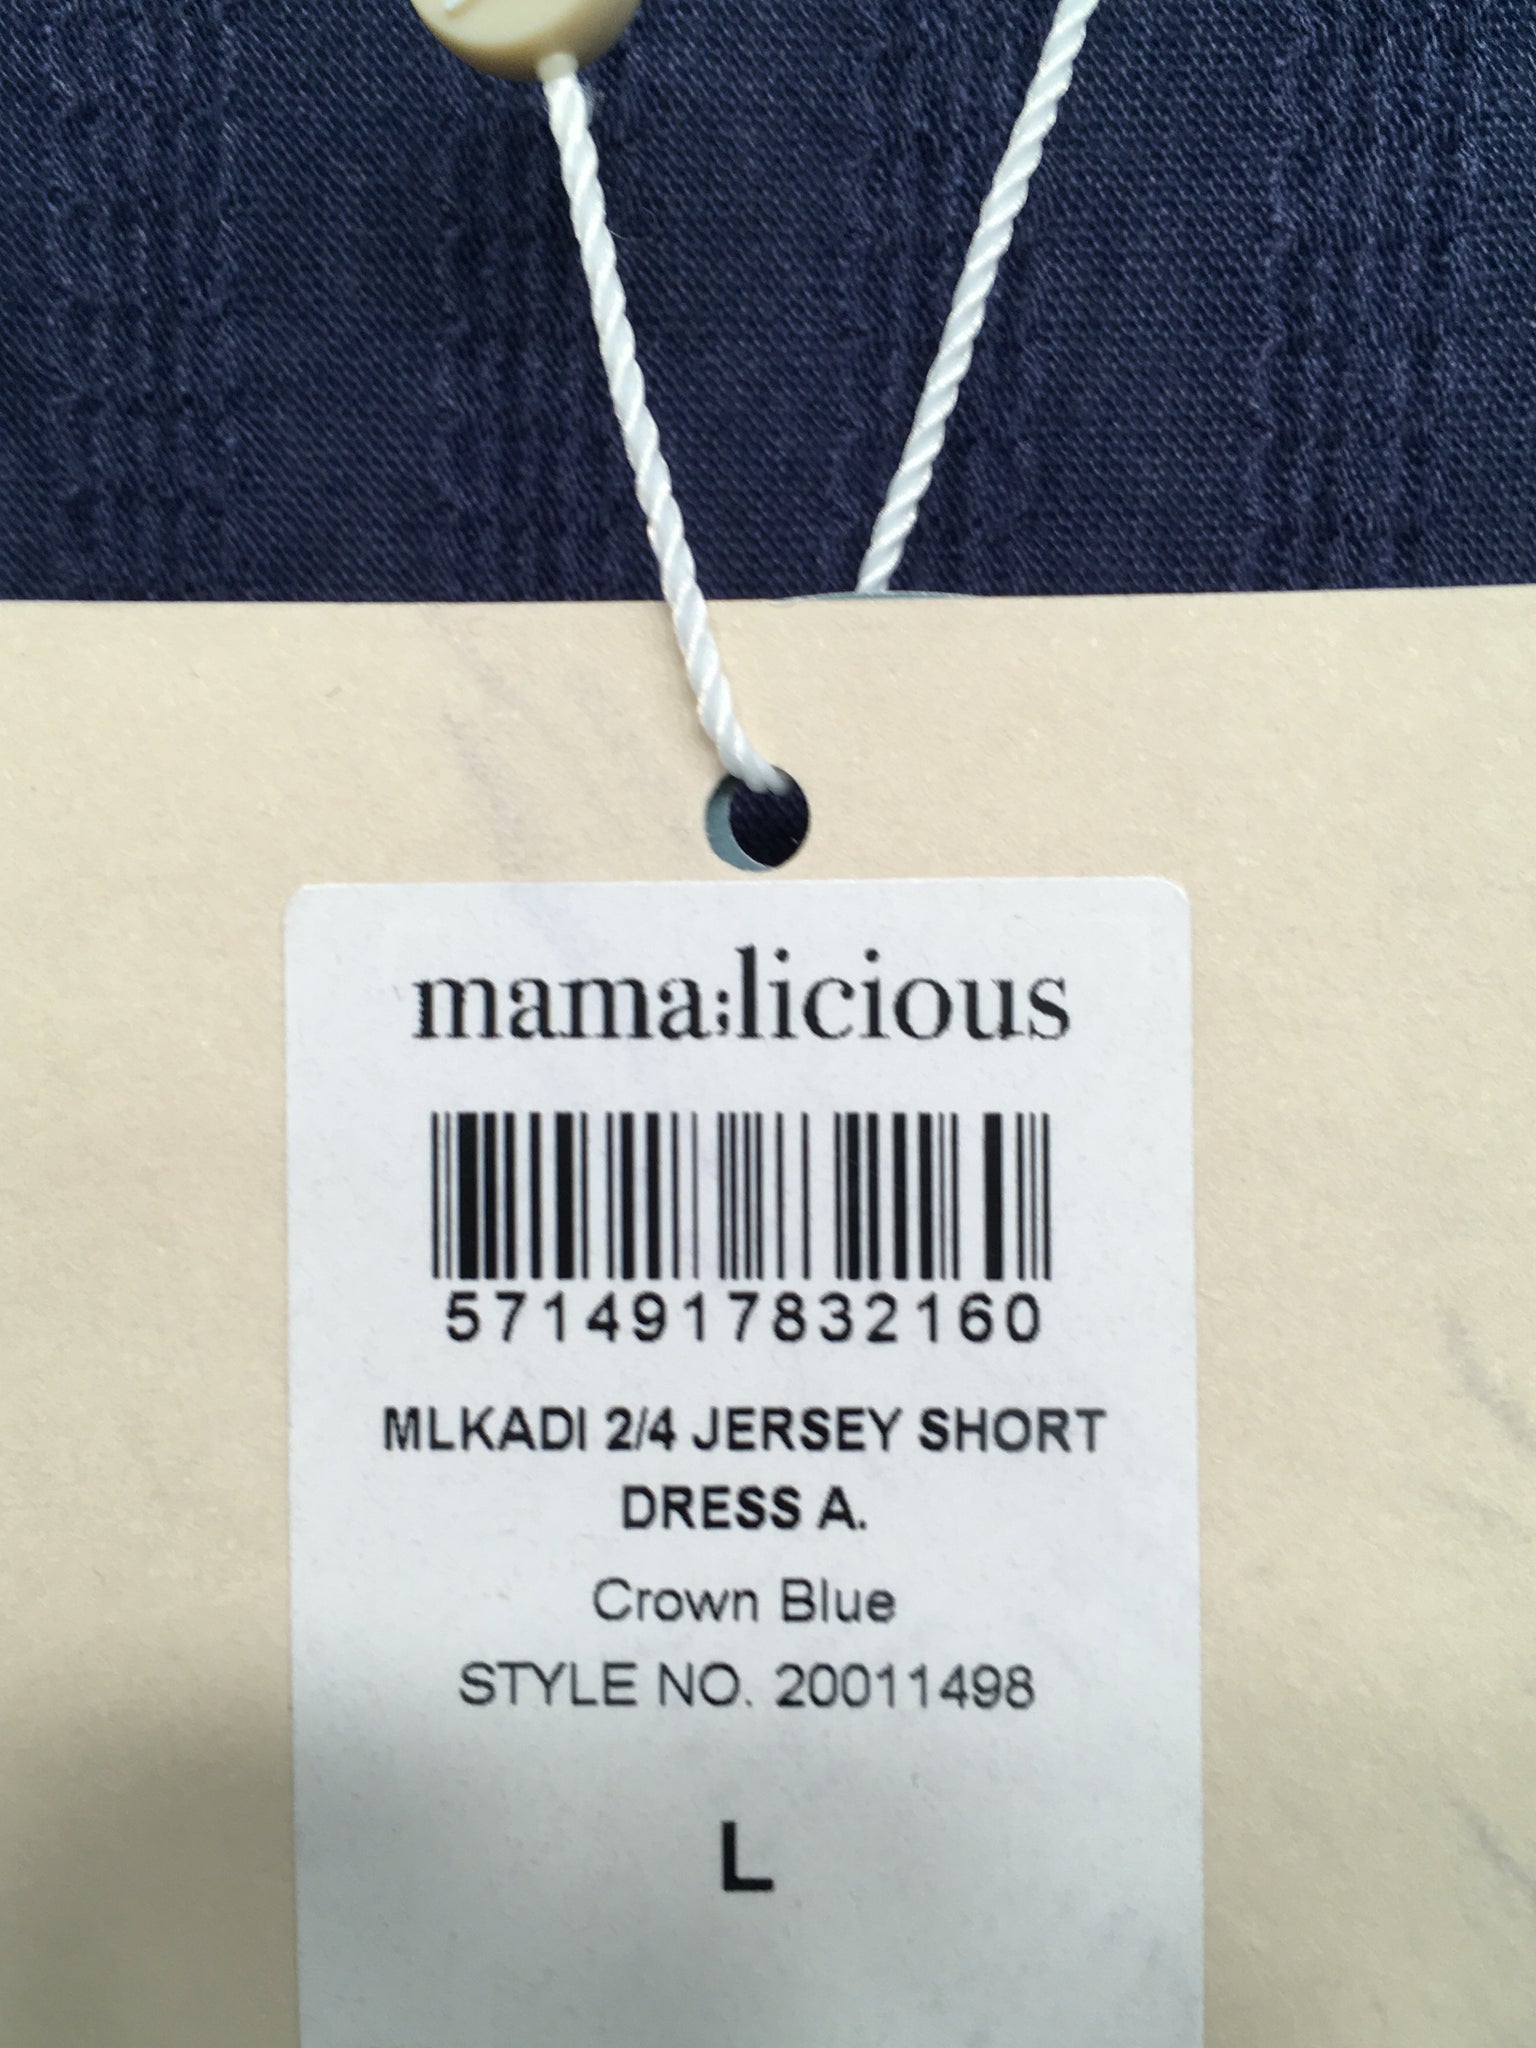 mama;licious
5714917832160
MLKADI 2/4 JERSEY SHORT
DRESS A.
Crown Blue
STYLE NO. 20011498
L